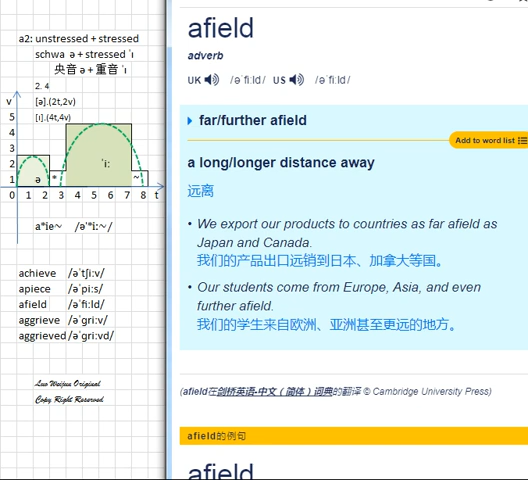 a2: unstressed + stressed
schwa ə + stressed ˈɪ
央音 ə + 重音 ˈɪ
2. 4
[ə].(2t,2v)
[ɪ].(4t,4v)
v
5
4
3
2
1
0 1 2 3 4 5 6 7 8 t
ə * ˈi: ~
a*ie~ /əˈ*i:~/
achieve /əˈtʃi:v/
apiece /əˈpi:s/
afield /əˈfi:ld/
aggrieve /əˈgri:v/
aggrieved /əˈgri:vd/
Luo Weijun Original
Copy Right Reserved
afield
adverb
UK /əˈfiːld/ US /əˈfiːld/
far/further afield
Add to word list
a long/longer distance away
远离
• We export our products to countries as far afield as
Japan and Canada.
我们的产品出口远销到日本、加拿大等国。
• Our students come from Europe, Asia, and even
further afield.
我们的学生来自欧洲、亚洲甚至更远的地方。
(afield在剑桥英语-中文（简体）词典的翻译 © Cambridge University Press)
afield的例句
afield